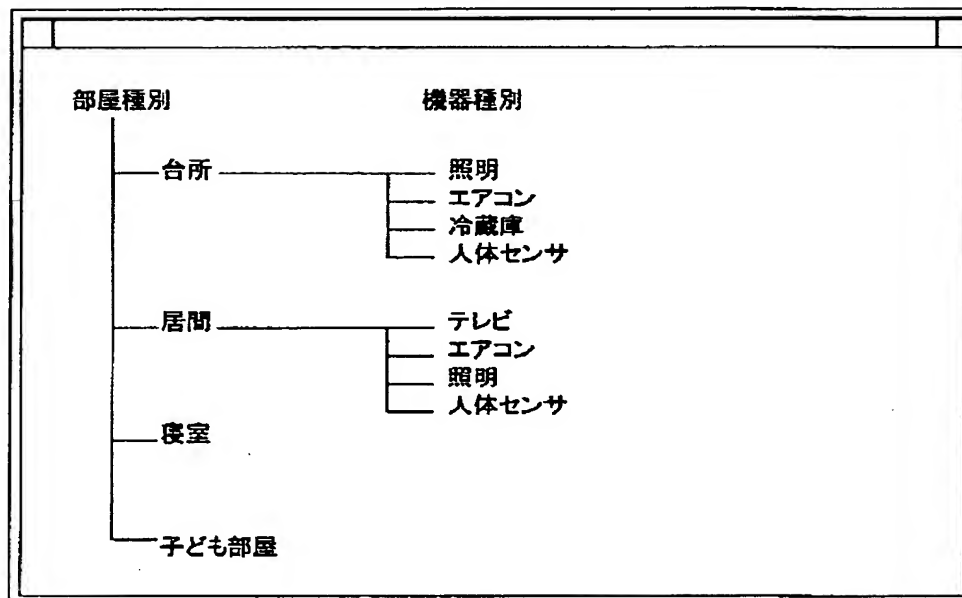 部屋種別 機器種別
台所 照明
エアコン
冷蔵庫
人体センサ
居間 テレビ
エアコン
照明
人体センサ
寝室
子ども部屋